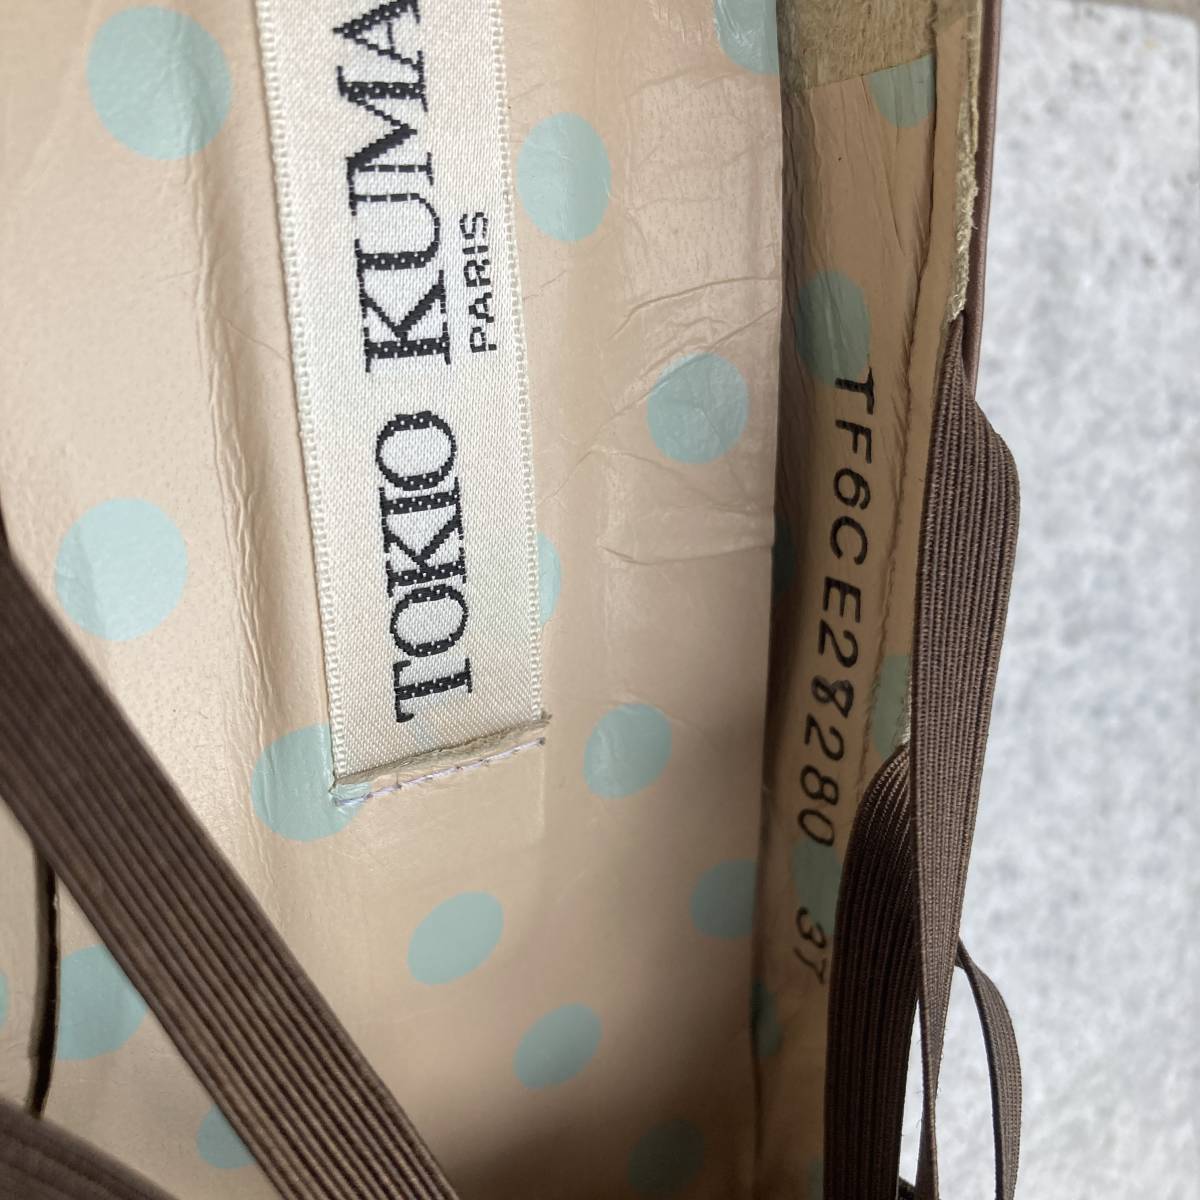 TOKIO KUMA
PARIS
TF6CE28280 37